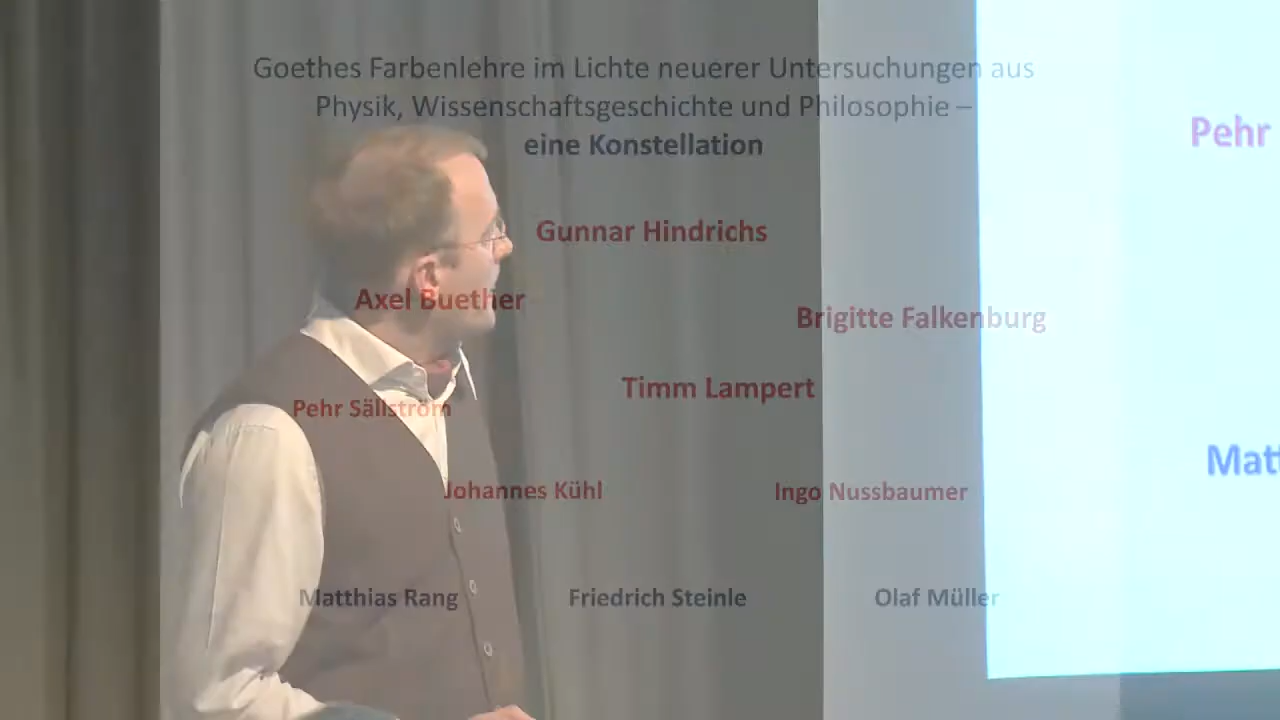 Goethes Farbenlehre im Lichte neuerer Untersuchungen aus
Physik, Wissenschaftsgeschichte und Philosophie –
eine Konstellation
Pehr
Gunnar Hindrichs
Axel Buether
Brigitte Falkenburg
Timm Lampert
Pehr Sällström
Mat
Johannes Kühl
Ingo Nussbaumer
Matthias Rang
Friedrich Steinle
Olaf Müller